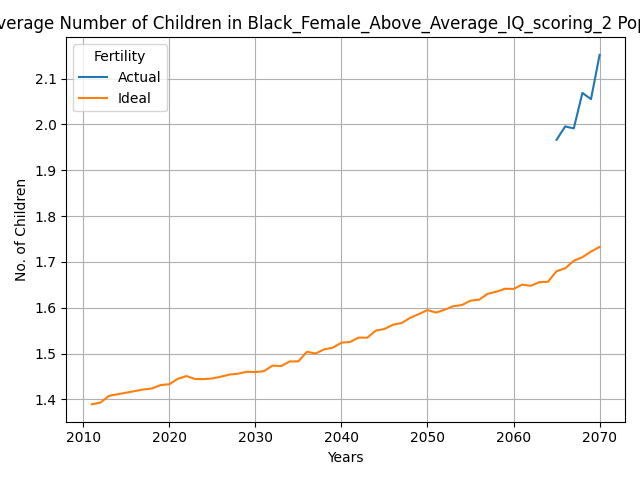 verage Number of Children in Black_Female_Above_Average_IQ_scoring_2 Pop
Fertility
Actual
Ideal
2.1
2.0
1.9
1.8
1.7
1.6
1.5
1.4
No. of Children
2010 2020 2030 2040 2050 2060 2070
Years